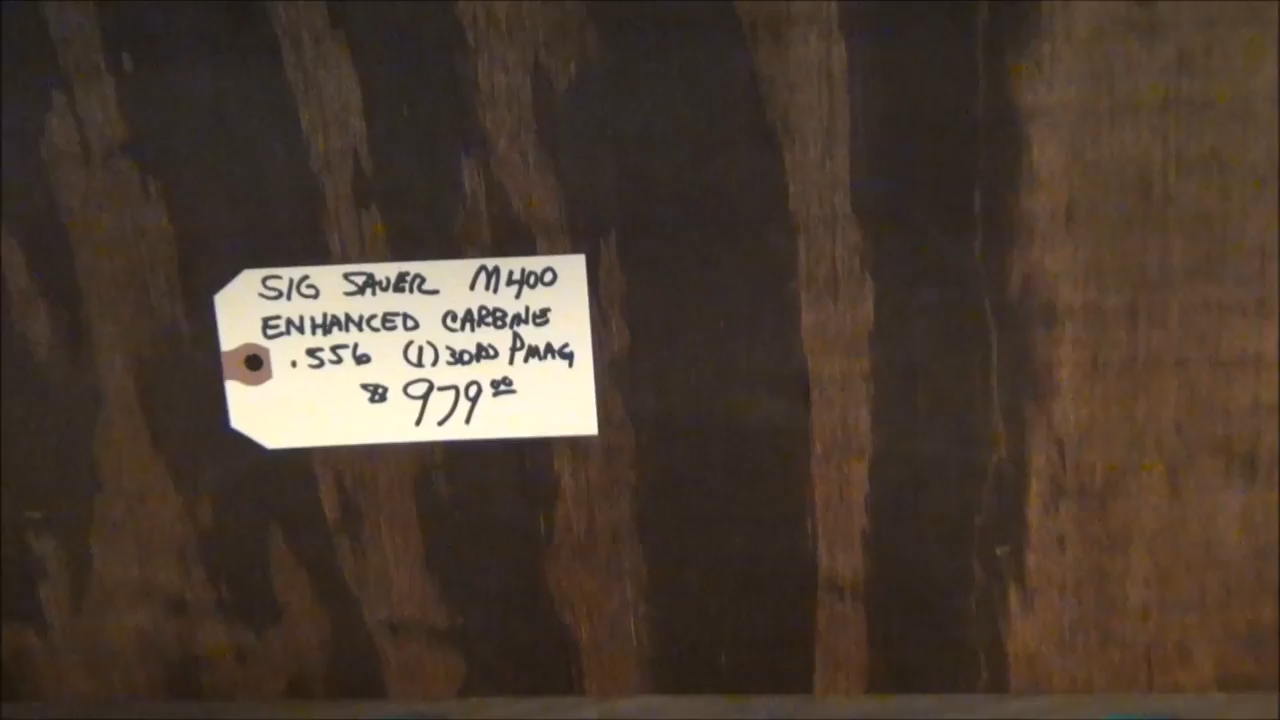 SIG SAUER M400
ENHANCED CARBINE
.556 (1) 30RD PMAG
$ 979.00